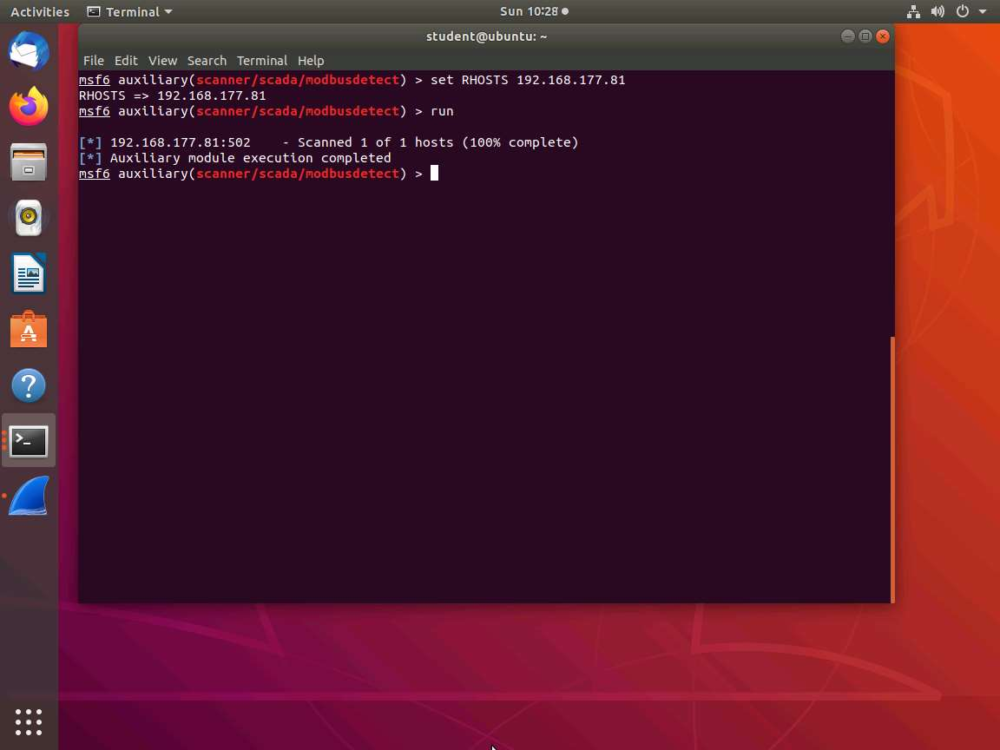 Activities Terminal Sun 10:28
student@ubuntu: ~
File Edit View Search Terminal Help
msf6 auxiliary(scanner/scada/modbusdetect) > set RHOSTS 192.168.177.81
RHOSTS => 192.168.177.81
msf6 auxiliary(scanner/scada/modbusdetect) > run
[*] 192.168.177.81:502    - Scanned 1 of 1 hosts (100% complete)
[*] Auxiliary module execution completed
msf6 auxiliary(scanner/scada/modbusdetect) >